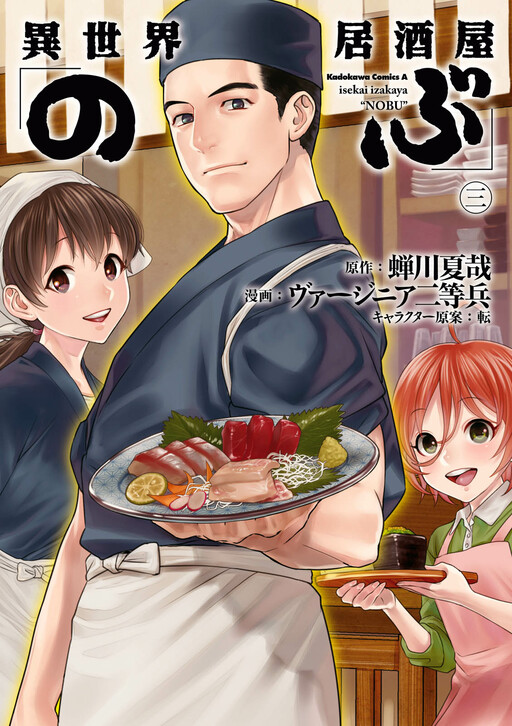 異世界 居酒屋
「のぶ」
Kadokawa Comics A
isekai izakaya
“NOBU”
三
原作：蝉川夏哉
漫画：ヴァージニア二等兵
キャラクター原案：転